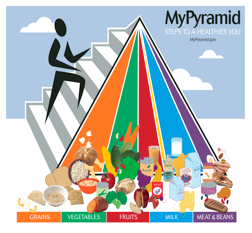 MyPyramid
STEPS TO A HEALTHIER YOU
MyPyramid.gov
GRAINS
VEGETABLES
FRUITS
MILK
MEAT & BEANS